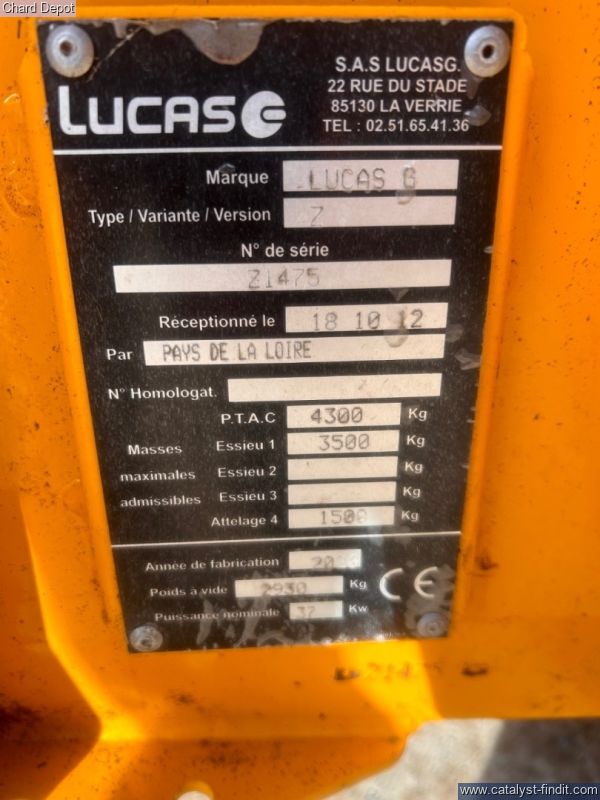 Chard Depot
LUCAS G
S.A.S LUCASG.
22 RUE DU STADE
85130 LA VERRIE
TEL : 02.51.65.41.36
Marque LUCAS G
Type / Variante / Version Z
N° de série
Z1475
Réceptionné le 18 10 12
Par PAYS DE LA LOIRE
N° Homologat.
P.T.A.C 4300 Kg
Masses Essieu 1 3500 Kg
maximales Essieu 2 Kg
admissibles Essieu 3 Kg
Attelage 4 1500 Kg
Année de fabrication
Poids à vide 2930 Kg
Puissance nominale 37 Kw
CE
www.catalyst-findit.com